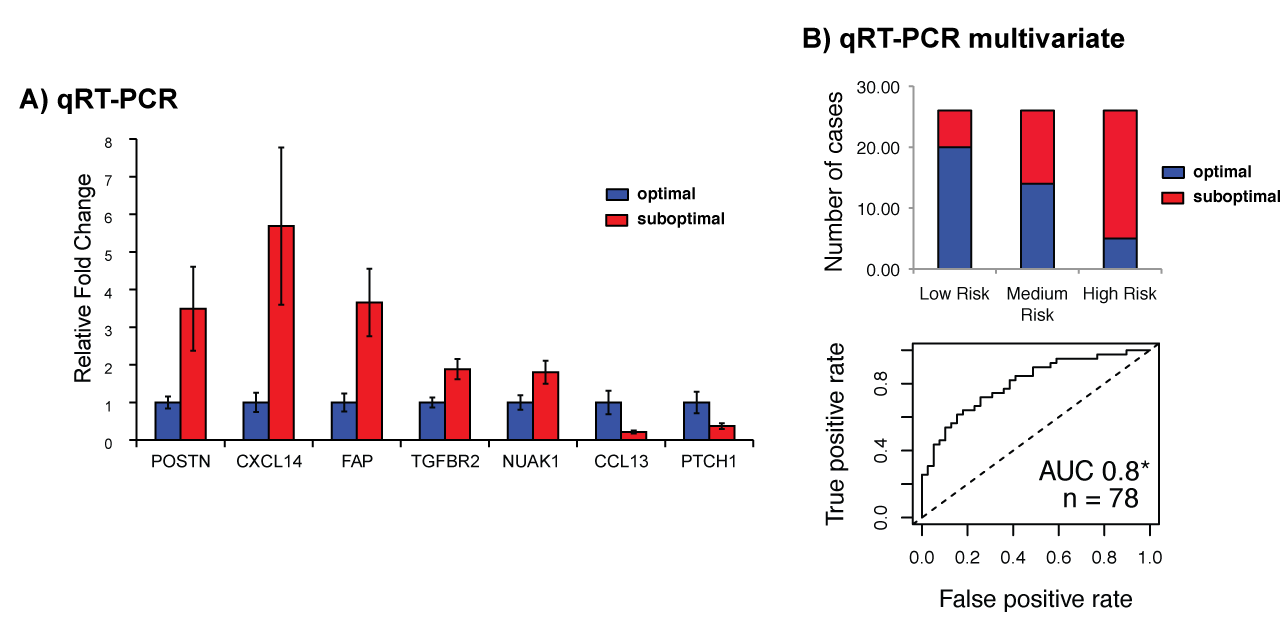 A) qRT-PCR
Relative Fold Change
8
7
6
5
4
3
2
1
0
POSTN CXCL14 FAP TGFBR2 NUAK1 CCL13 PTCH1
optimal
suboptimal
B) qRT-PCR multivariate
Number of cases
30.00
20.00
10.00
0.00
Low Risk Medium Risk High Risk
optimal
suboptimal
True positive rate
0.8
0.4
0.0
AUC 0.8*
n = 78
0.0 0.2 0.4 0.6 0.8 1.0
False positive rate